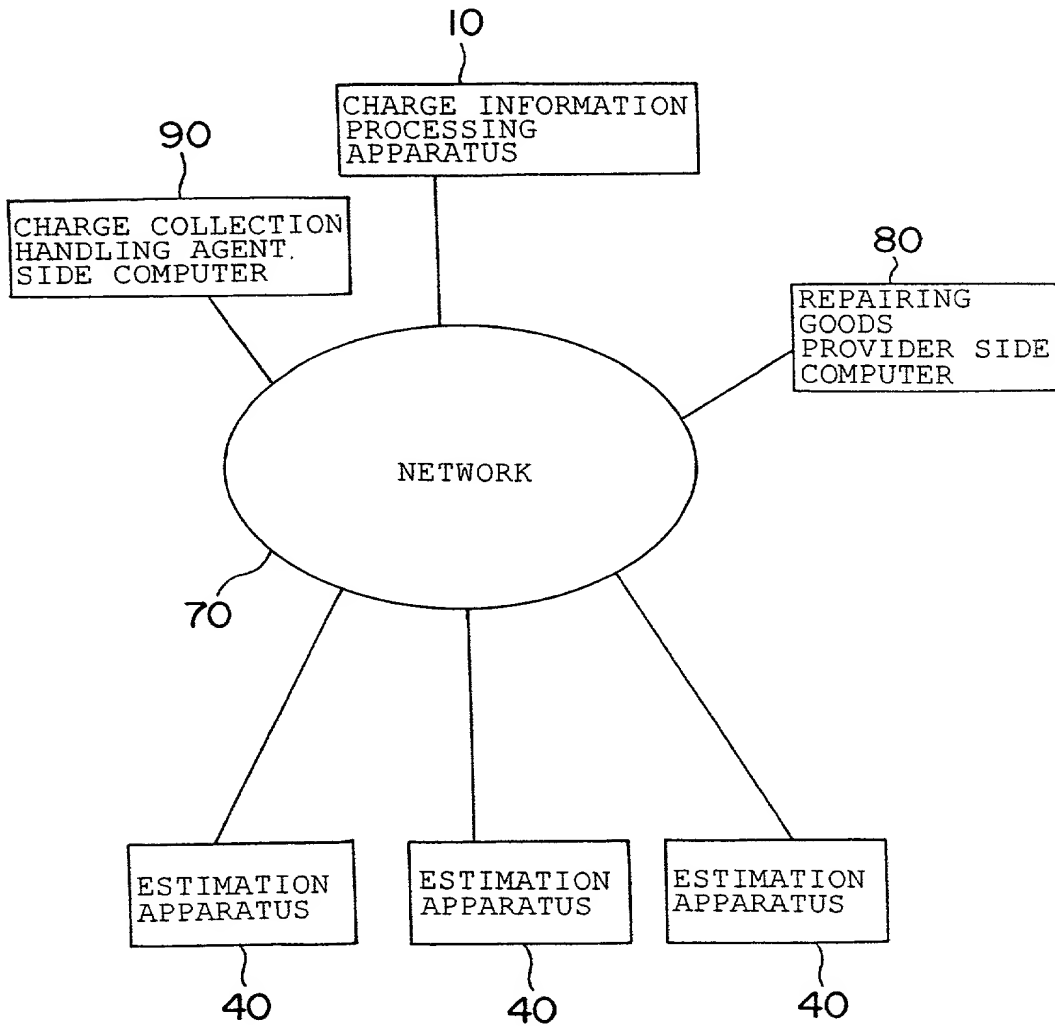 10
CHARGE INFORMATION
PROCESSING
APPARATUS
90
CHARGE COLLECTION
HANDLING AGENT.
SIDE COMPUTER
80
REPAIRING
GOODS
PROVIDER SIDE
COMPUTER
NETWORK
70
ESTIMATION
APPARATUS
40
ESTIMATION
APPARATUS
40
ESTIMATION
APPARATUS
40